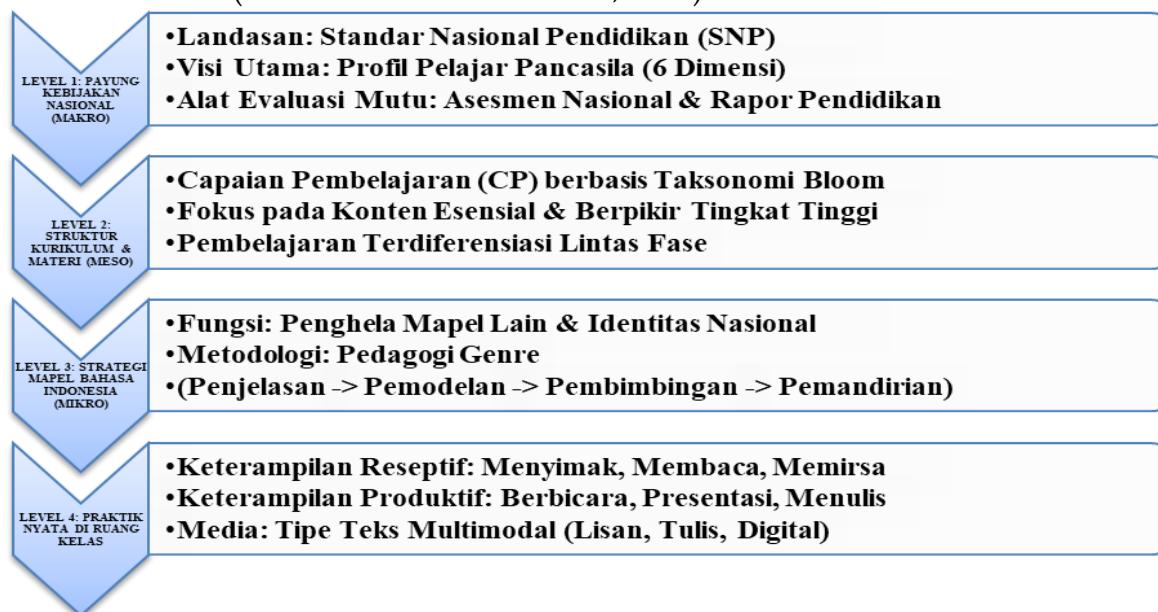 LEVEL 1: PAYUNG
KEBIJAKAN
NASIONAL
(MAKRO)
•Landasan: Standar Nasional Pendidikan (SNP)
•Visi Utama: Profil Pelajar Pancasila (6 Dimensi)
•Alat Evaluasi Mutu: Asesmen Nasional & Rapor Pendidikan
LEVEL 2:
STRUKTUR
KURIKULUM &
MATERI (MESO)
•Capaian Pembelajaran (CP) berbasis Taksonomi Bloom
•Fokus pada Konten Esensial & Berpikir Tingkat Tinggi
•Pembelajaran Terdiferensiasi Lintas Fase
LEVEL 3: STRATEGI
MAPEL BAHASA
INDONESIA
(MIKRO)
•Fungsi: Penghela Mapel Lain & Identitas Nasional
•Metodologi: Pedagogi Genre
•(Penjelasan -> Pemodelan -> Pembimbingan -> Pemandirian)
LEVEL 4: PRAKTIK
NYATA DI RUANG
KELAS
•Keterampilan Reseptif: Menyimak, Membaca, Memirsa
•Keterampilan Produktif: Berbicara, Presentasi, Menulis
•Media: Tipe Teks Multimodal (Lisan, Tulis, Digital)